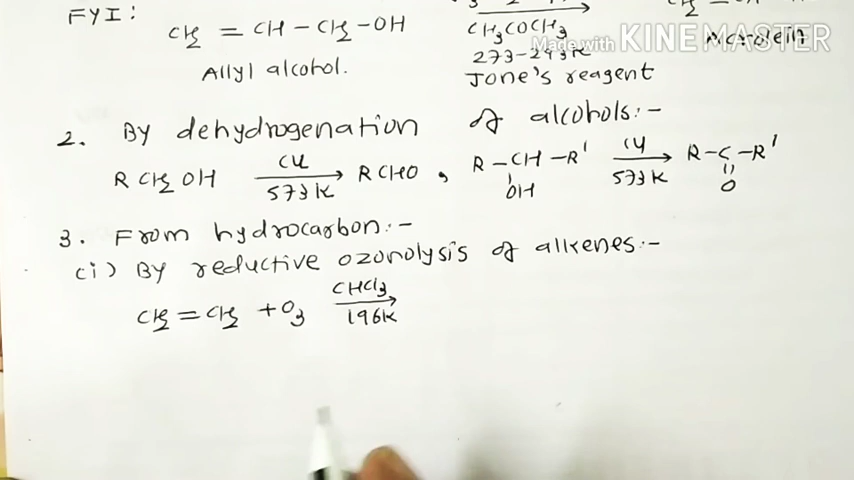 FYI:
CH2 = CH – CH2 – OH
CH3COCH3
273-293K
Made with KINEMASTER
Acrolein
Allyl alcohol.
Jone's reagent
2. By dehydrogenation of alcohols:-
RCH2OH Cu 573K RCHO, R–CH–R' Cu 573K R–C–R'
OH O
3. From hydrocarbon:-
(i) By reductive ozonolysis of alkenes:-
CH2 = CH2 + O3 CHCl3 196K